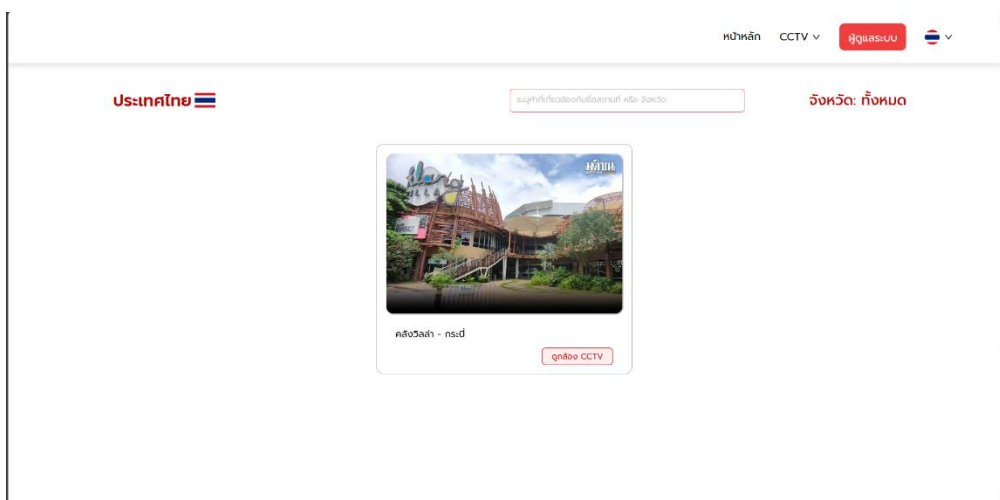 หน้าหลัก CCTV ผู้ดูแลระบบ
ประเทศไทย
ระบุคำที่เกี่ยวข้องกับชื่อสถานที่ หรือ จังหวัด
จังหวัด: ทั้งหมด
มติชน
คลังวิลล่า - กระบี่
ดูกล้อง CCTV